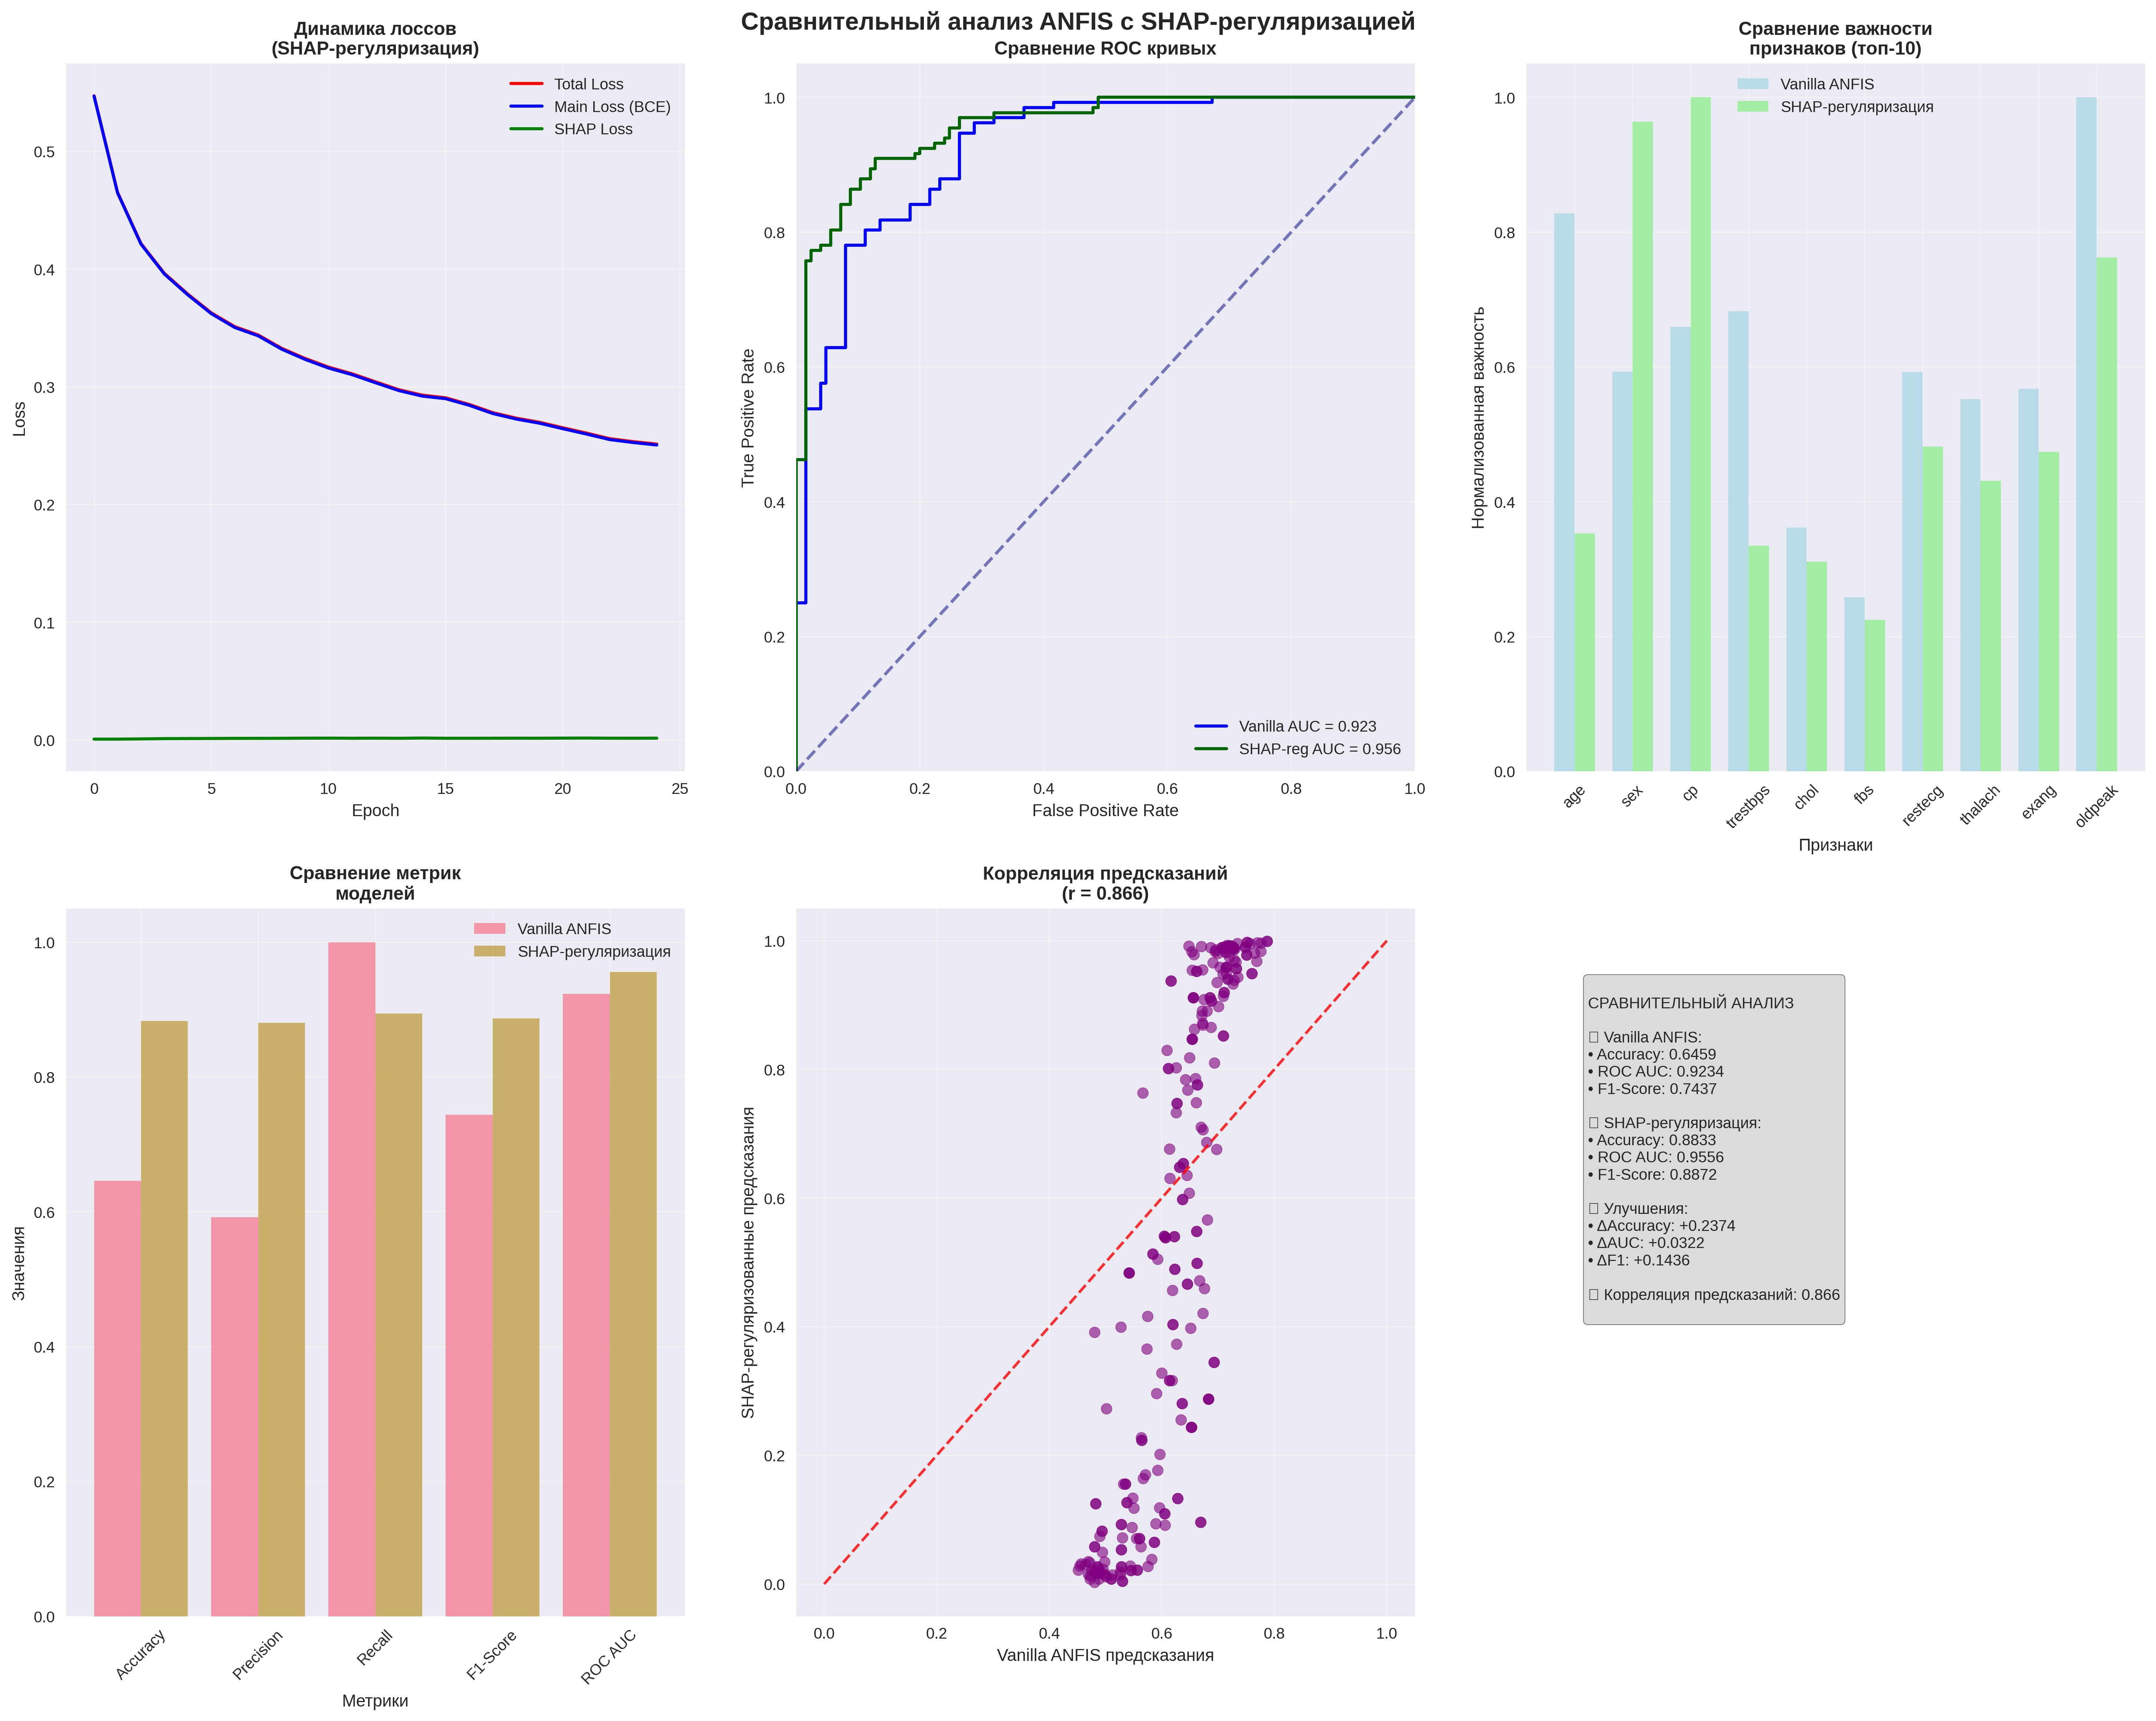 Сравнительный анализ ANFIS с SHAP-регуляризацией
Динамика лоссов
(SHAP-регуляризация)
Total Loss
Main Loss (BCE)
SHAP Loss
0.5
0.4
0.3
0.2
0.1
0.0
Loss
0
5
10
15
20
25
Epoch
Сравнение ROC кривых
1.0
0.8
0.6
0.4
0.2
0.0
True Positive Rate
Vanilla AUC = 0.923
SHAP-reg AUC = 0.956
0.0
0.2
0.4
0.6
0.8
1.0
False Positive Rate
Сравнение важности
признаков (топ-10)
Vanilla ANFIS
SHAP-регуляризация
1.0
0.8
0.6
0.4
0.2
0.0
Нормализованная важность
age
sex
cp
trestbps
chol
fbs
restecg
thalach
exang
oldpeak
Признаки
Сравнение метрик
моделей
Vanilla ANFIS
SHAP-регуляризация
1.0
0.8
0.6
0.4
0.2
0.0
Значения
Accuracy
Precision
Recall
F1-Score
ROC AUC
Метрики
Корреляция предсказаний
(r = 0.866)
1.0
0.8
0.6
0.4
0.2
0.0
SHAP-регуляризированные предсказания
0.0
0.2
0.4
0.6
0.8
1.0
Vanilla ANFIS предсказания
СРАВНИТЕЛЬНЫЙ АНАЛИЗ
Vanilla ANFIS:
• Accuracy: 0.6459
• ROC AUC: 0.9234
• F1-Score: 0.7437
SHAP-регуляризация:
• Accuracy: 0.8833
• ROC AUC: 0.9556
• F1-Score: 0.8872
Улучшения:
• ΔAccuracy: +0.2374
• ΔAUC: +0.0322
• ΔF1: +0.1436
Корреляция предсказаний: 0.866